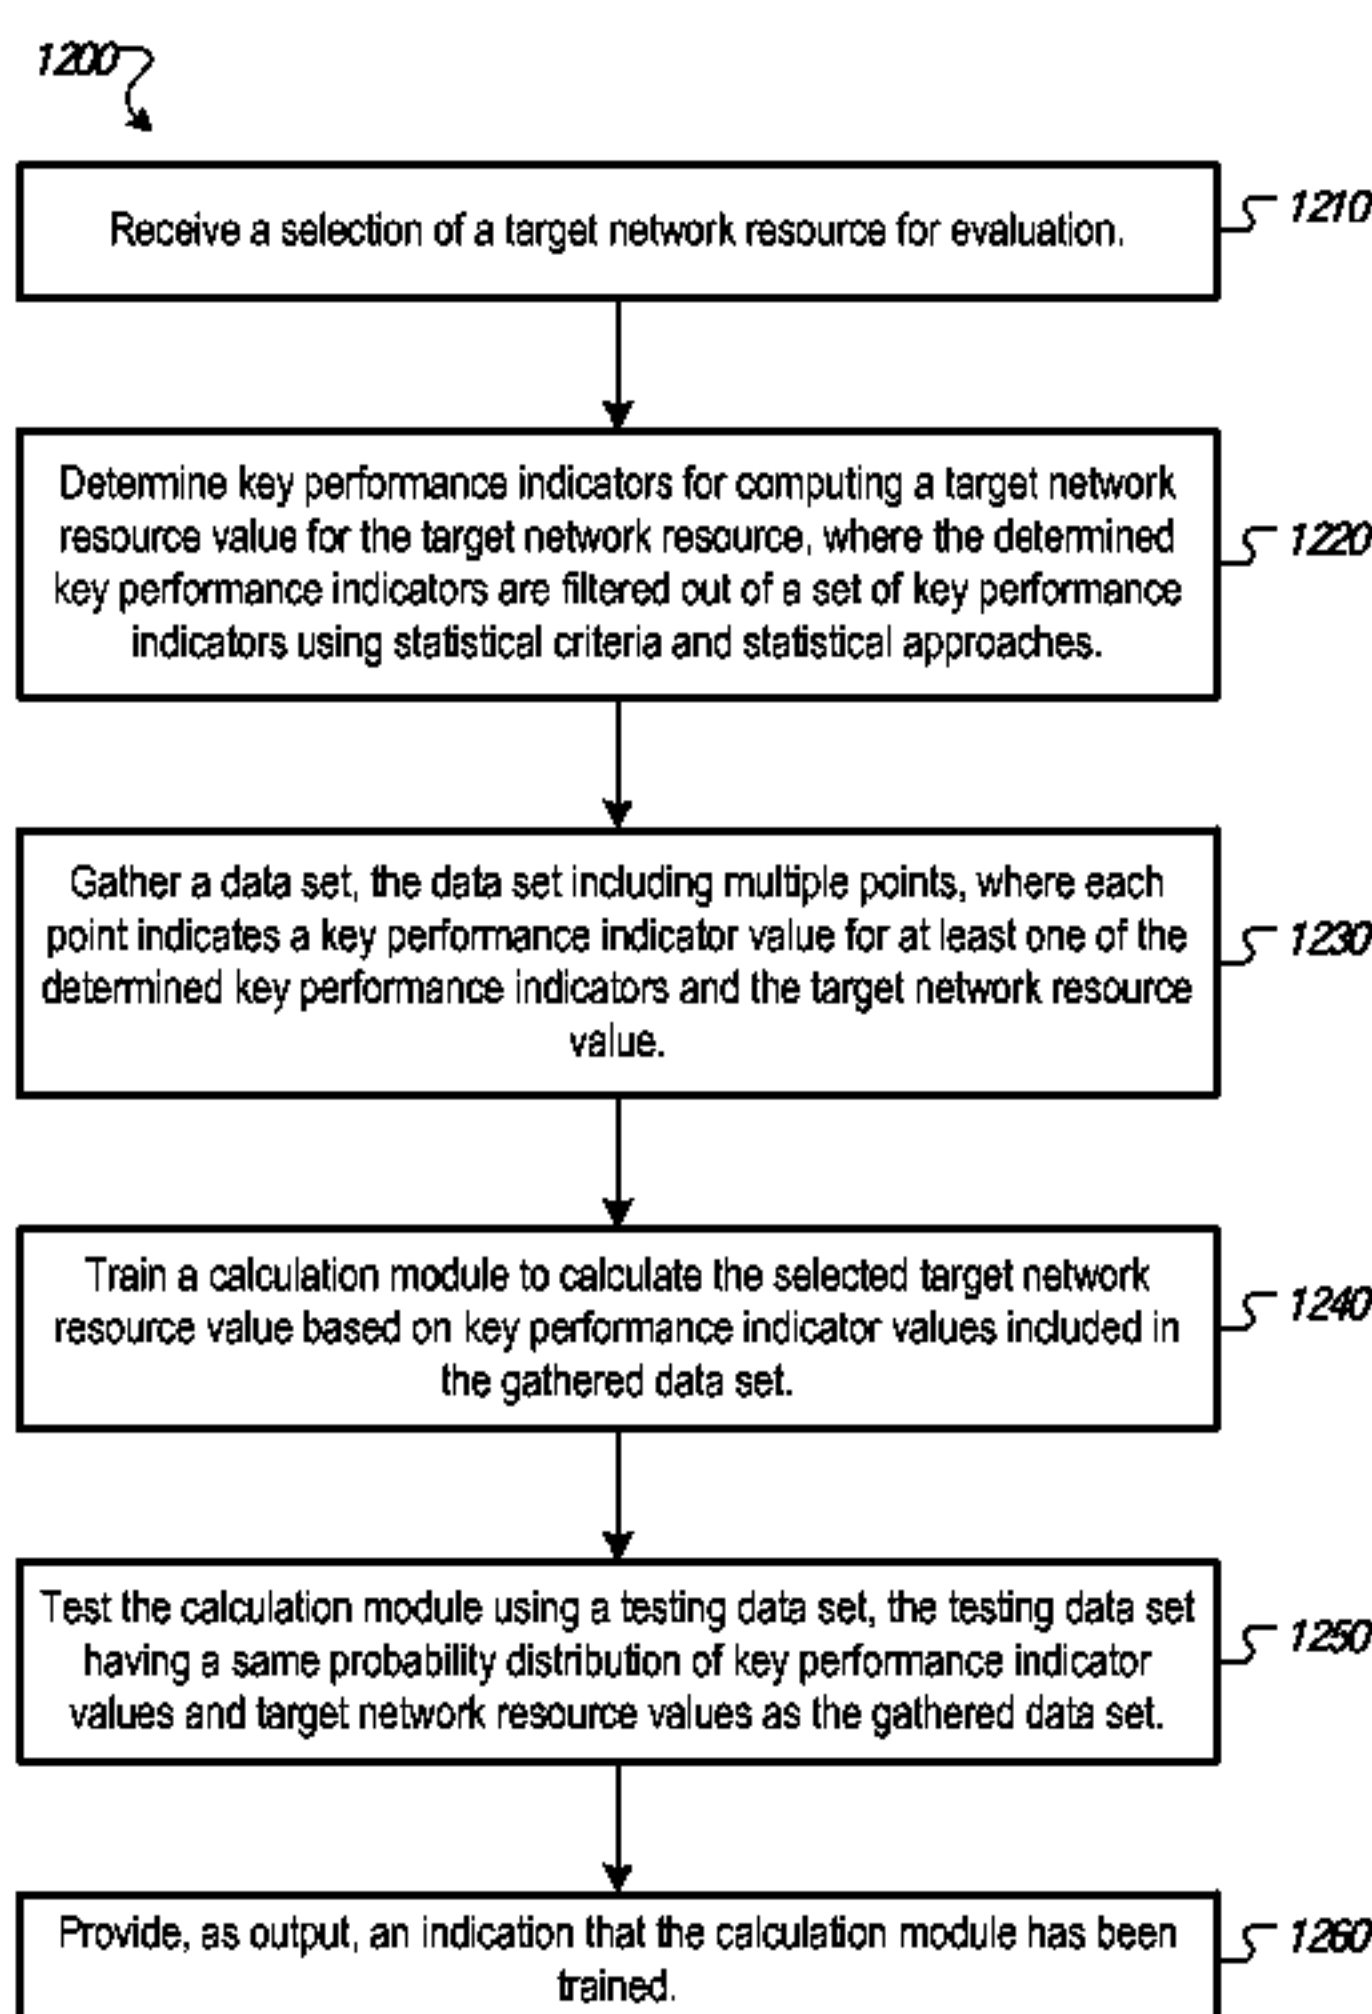 1200
Receive a selection of a target network resource for evaluation.
1210
Determine key performance indicators for computing a target network
resource value for the target network resource, where the determined
key performance indicators are filtered out of a set of key performance
indicators using statistical criteria and statistical approaches.
1220
Gather a data set, the data set including multiple points, where each
point indicates a key performance indicator value for at least one of the
determined key performance indicators and the target network resource
value.
1230
Train a calculation module to calculate the selected target network
resource value based on key performance indicator values included in
the gathered data set.
1240
Test the calculation module using a testing data set, the testing data set
having a same probability distribution of key performance indicator
values and target network resource values as the gathered data set.
1250
Provide, as output, an indication that the calculation module has been
trained.
1260